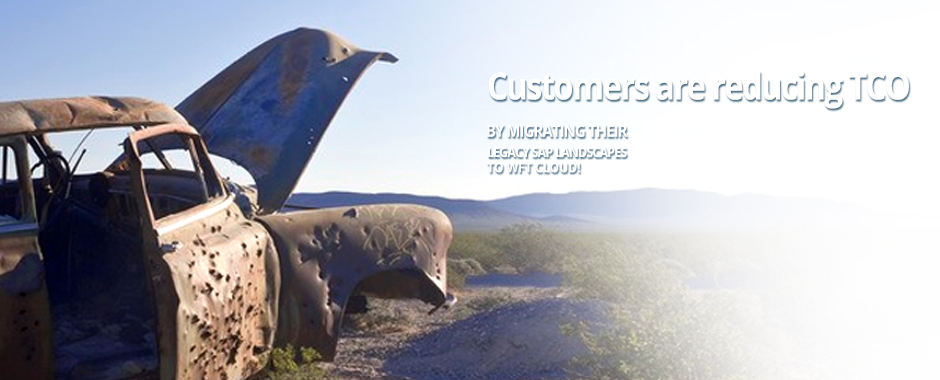 Customers are reducing TCO
BY MIGRATING THEIR
LEGACY SAP LANDSCAPES
TO WFT CLOUD!